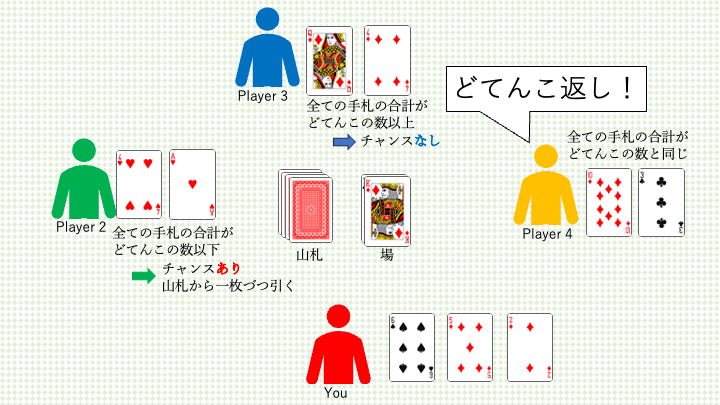 Player 3
全ての手札の合計が
どてんこの数以上
チャンスなし
どてんこ返し！
全ての手札の合計が
どてんこの数と同じ
Player 4
Player 2
全ての手札の合計が
どてんこの数以下
チャンスあり
山札から一枚づつ引く
山札
場
You